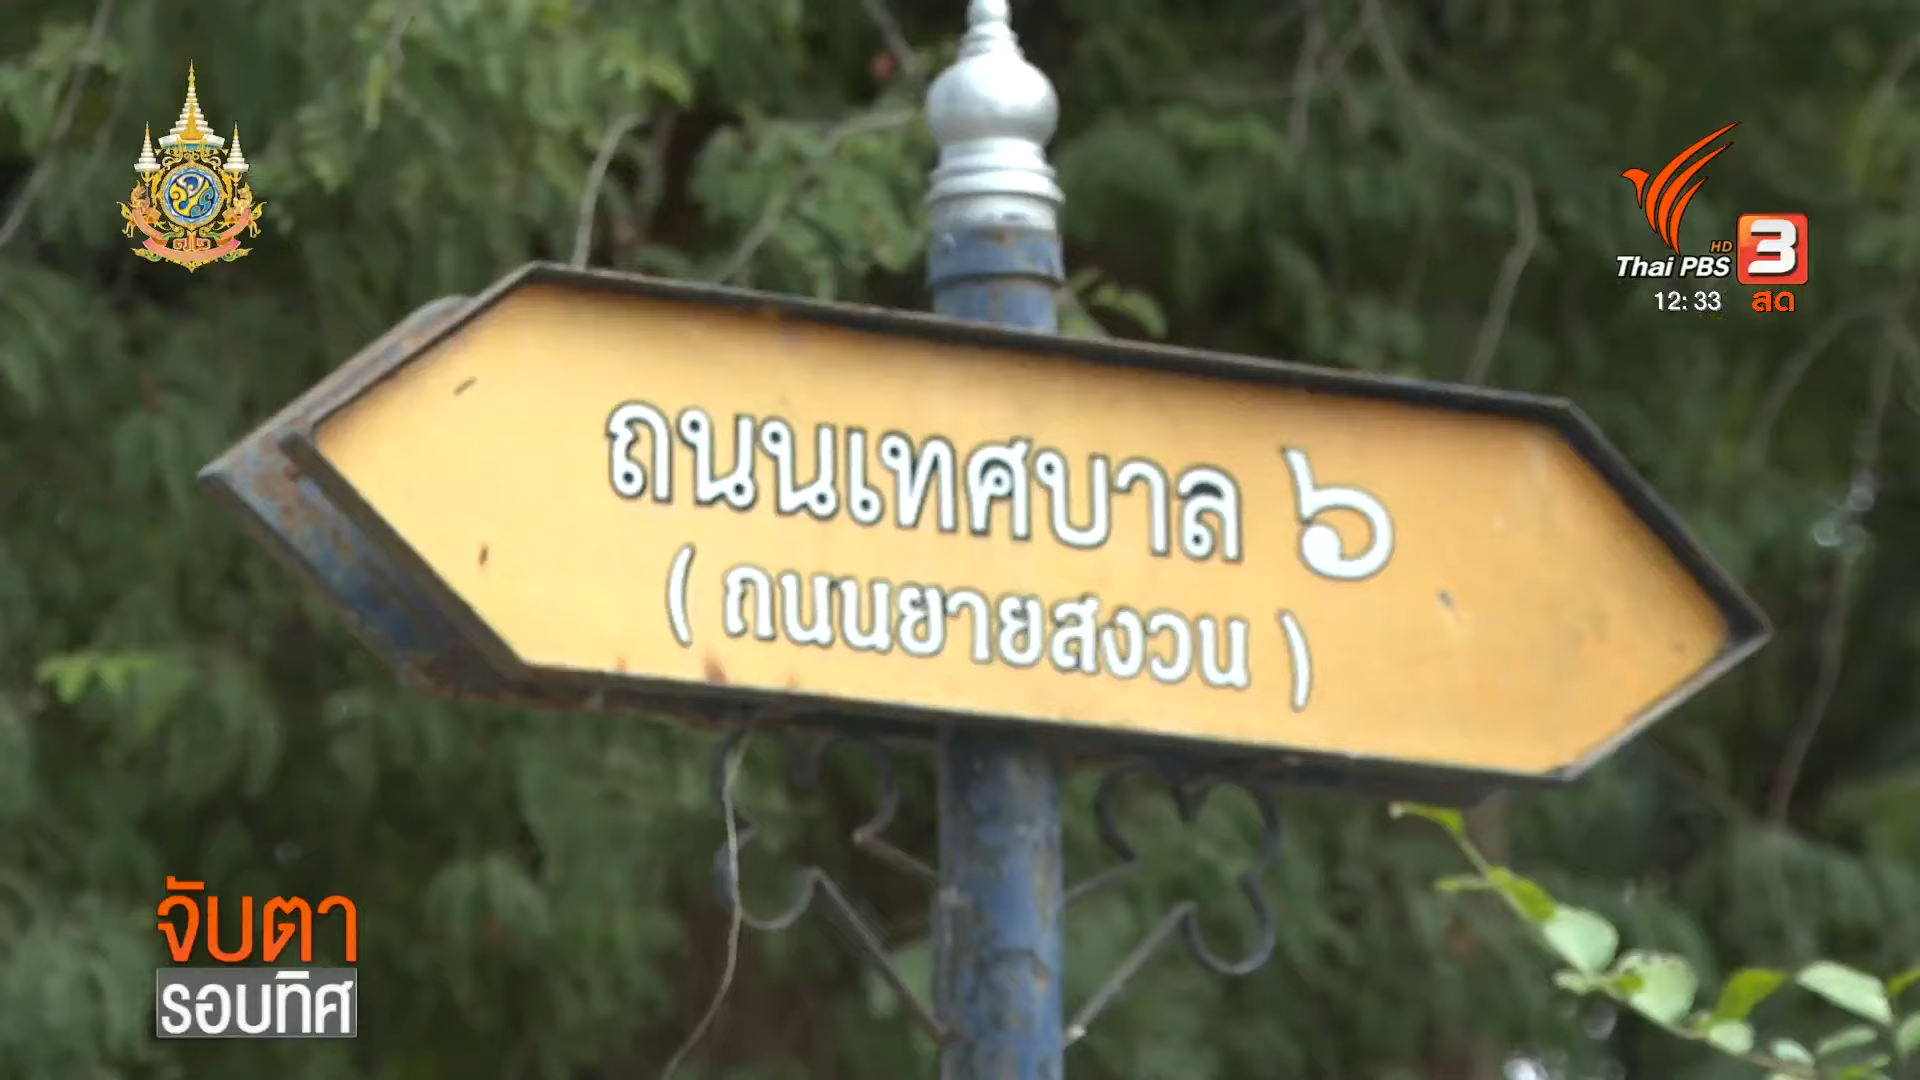 HD
Thai PBS 3
12:33 สด
ถนนเทศบาล ๖
( ถนนยายสงวน )
จับตา
รอบทิศ